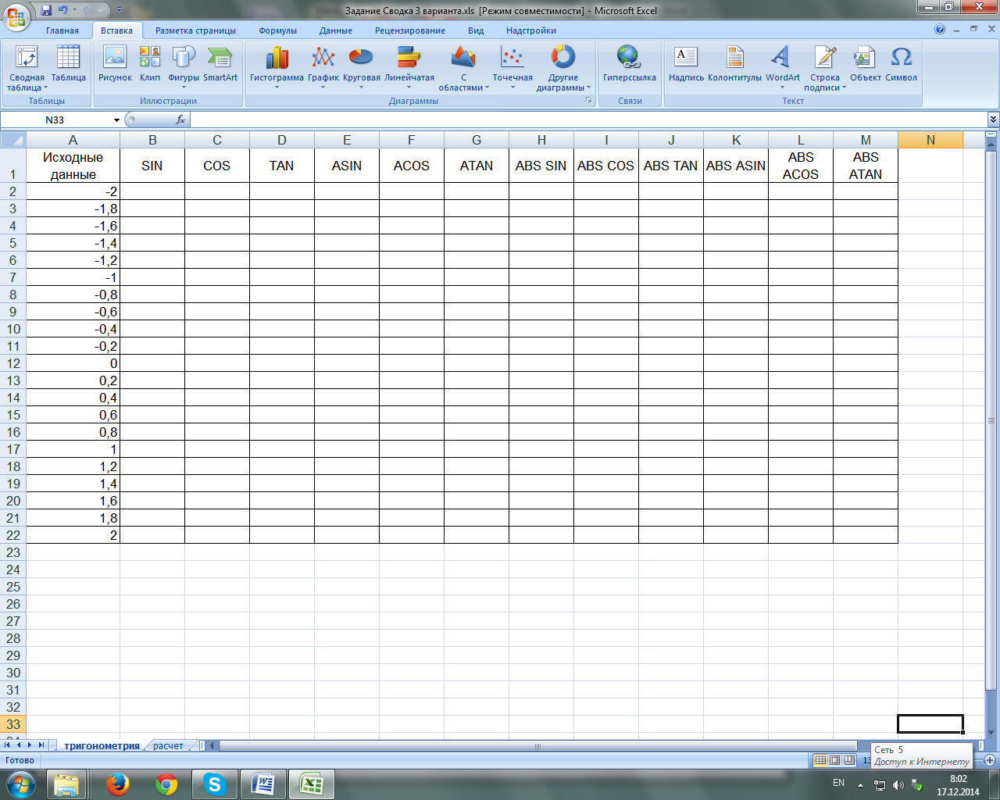 Задание Сводка 3 варианта.xls [Режим совместимости] - Microsoft Excel
Главная Вставка Разметка страницы Формулы Данные Рецензирование Вид Надстройки
Сводная таблица Таблица Рисунок Клип Фигуры SmartArt Гистограмма График Круговая Линейчатая С областями Точечная Другие диаграммы Гиперссылка Надпись Колонтитулы WordArt Строка подписи Объект Символ
Таблицы Иллюстрации Диаграммы Связи Текст
N33 fx
A B C D E F G H I J K L M N
1 Исходные данные SIN COS TAN ASIN ACOS ATAN ABS SIN ABS COS ABS TAN ABS ASIN ABS ACOS ABS ATAN
2 -2
3 -1,8
4 -1,6
5 -1,4
6 -1,2
7 -1
8 -0,8
9 -0,6
10 -0,4
11 -0,2
12 0
13 0,2
14 0,4
15 0,6
16 0,8
17 1
18 1,2
19 1,4
20 1,6
21 1,8
22 2
23
24
25
26
27
28
29
30
31
32
33
тригонометрия расчет
Сеть 5
Готово
Доступ к Интернету
EN 8:02
17.12.2014